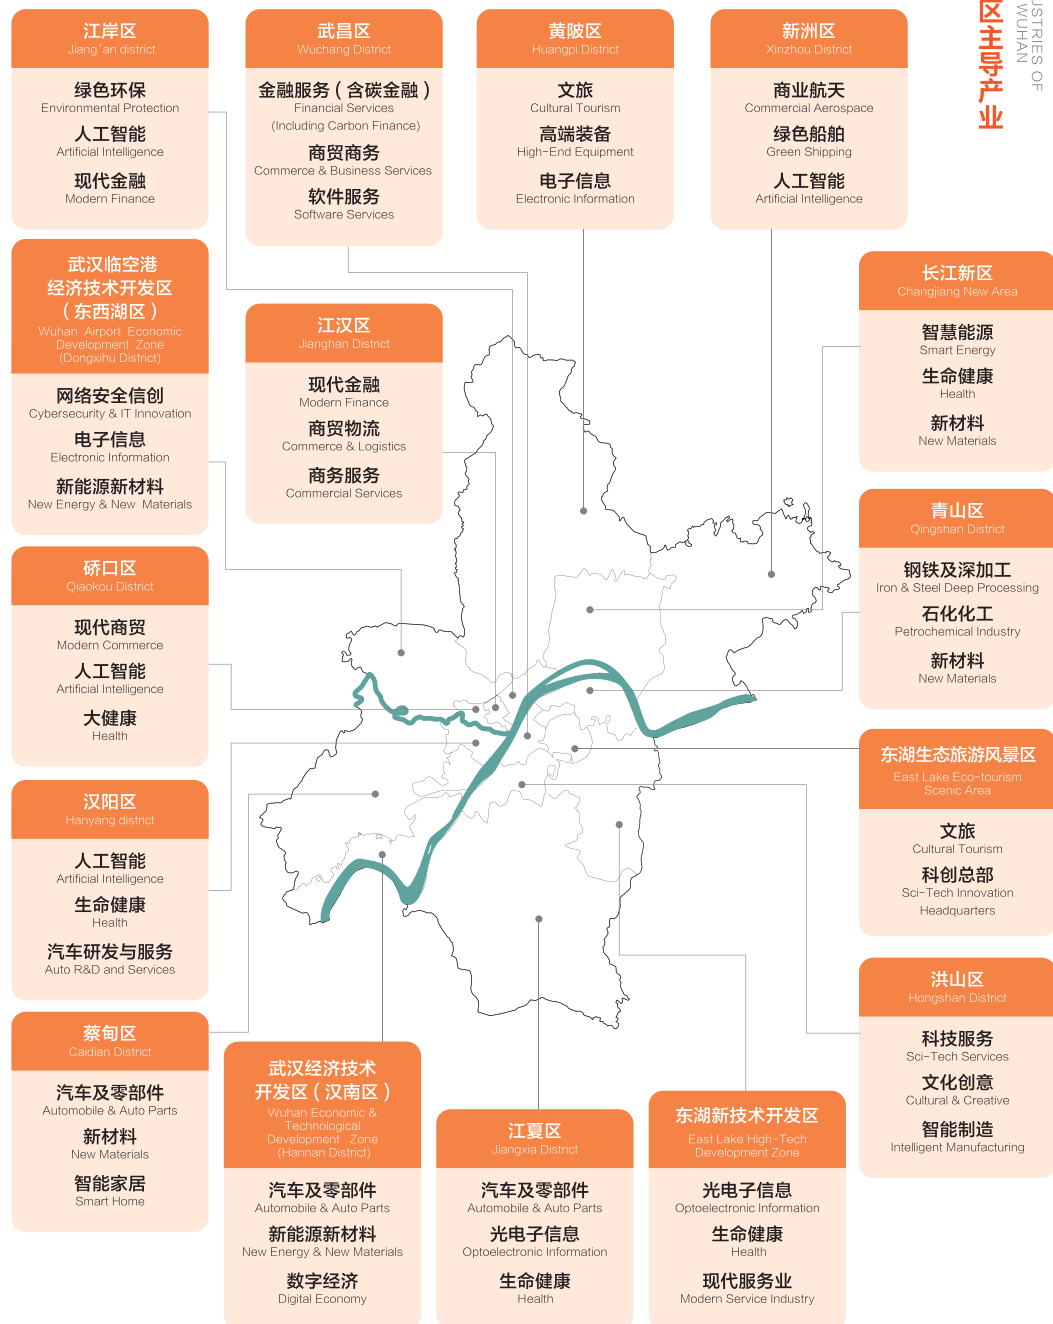 USTRIES OF
WUHAN
区主导产业
江岸区
Jiang'an district
绿色环保
Environmental Protection
人工智能
Artificial Intelligence
现代金融
Modern Finance
武昌区
Wuchang District
金融服务（含碳金融）
Financial Services
(Including Carbon Finance)
商贸商务
Commerce & Business Services
软件服务
Software Services
黄陂区
Huangpi District
文旅
Cultural Tourism
高端装备
High-End Equipment
电子信息
Electronic Information
新洲区
Xinzhou District
商业航天
Commercial Aerospace
绿色船舶
Green Shipping
人工智能
Artificial Intelligence
武汉临空港
经济技术开发区
（东西湖区）
Wuhan Airport Economic
Development Zone
(Dongxihu District)
网络安全信创
Cybersecurity & IT Innovation
电子信息
Electronic Information
新能源新材料
New Energy & New Materials
江汉区
Jianghan District
现代金融
Modern Finance
商贸物流
Commerce & Logistics
商务服务
Commercial Services
长江新区
Changjiang New Area
智慧能源
Smart Energy
生命健康
Health
新材料
New Materials
青山区
Qingshan District
钢铁及深加工
Iron & Steel Deep Processing
石化化工
Petrochemical Industry
新材料
New Materials
硚口区
Qiaokou District
现代商贸
Modern Commerce
人工智能
Artificial Intelligence
大健康
Health
东湖生态旅游风景区
East Lake Eco-tourism
Scenic Area
文旅
Cultural Tourism
科创总部
Sci-Tech Innovation
Headquarters
汉阳区
Hanyang district
人工智能
Artificial Intelligence
生命健康
Health
汽车研发与服务
Auto R&D and Services
洪山区
Hongshan District
科技服务
Sci-Tech Services
文化创意
Cultural & Creative
智能制造
Intelligent Manufacturing
蔡甸区
Caidian District
汽车及零部件
Automobile & Auto Parts
新材料
New Materials
智能家居
Smart Home
武汉经济技术
开发区（汉南区）
Wuhan Economic &
Technological
Development Zone
(Hannan District)
汽车及零部件
Automobile & Auto Parts
新能源新材料
New Energy & New Materials
数字经济
Digital Economy
江夏区
Jiangxia District
汽车及零部件
Automobile & Auto Parts
光电子信息
Optoelectronic Information
生命健康
Health
东湖新技术开发区
East Lake High-Tech
Development Zone
光电子信息
Optoelectronic Information
生命健康
Health
现代服务业
Modern Service Industry